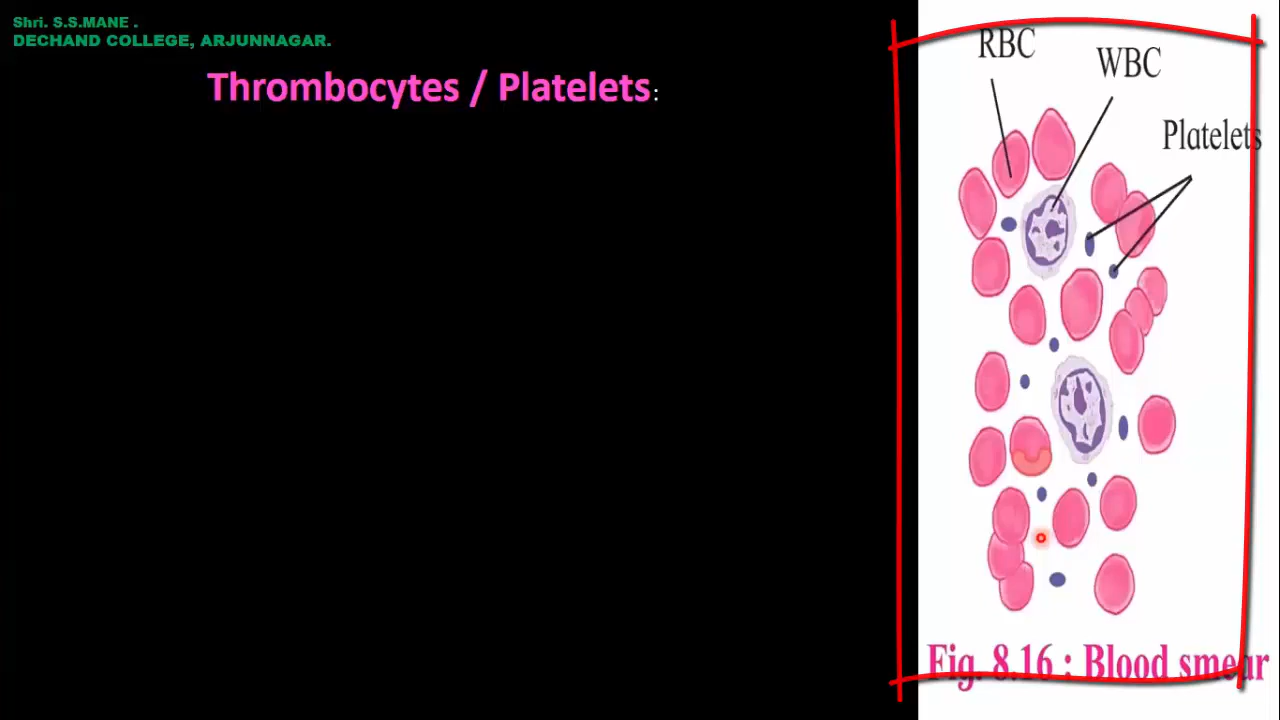 Shri. S.S.MANE .
DECHAND COLLEGE, ARJUNNAGAR.
Thrombocytes / Platelets:
RBC
WBC
Platelets
Fig. 8.16 : Blood smear